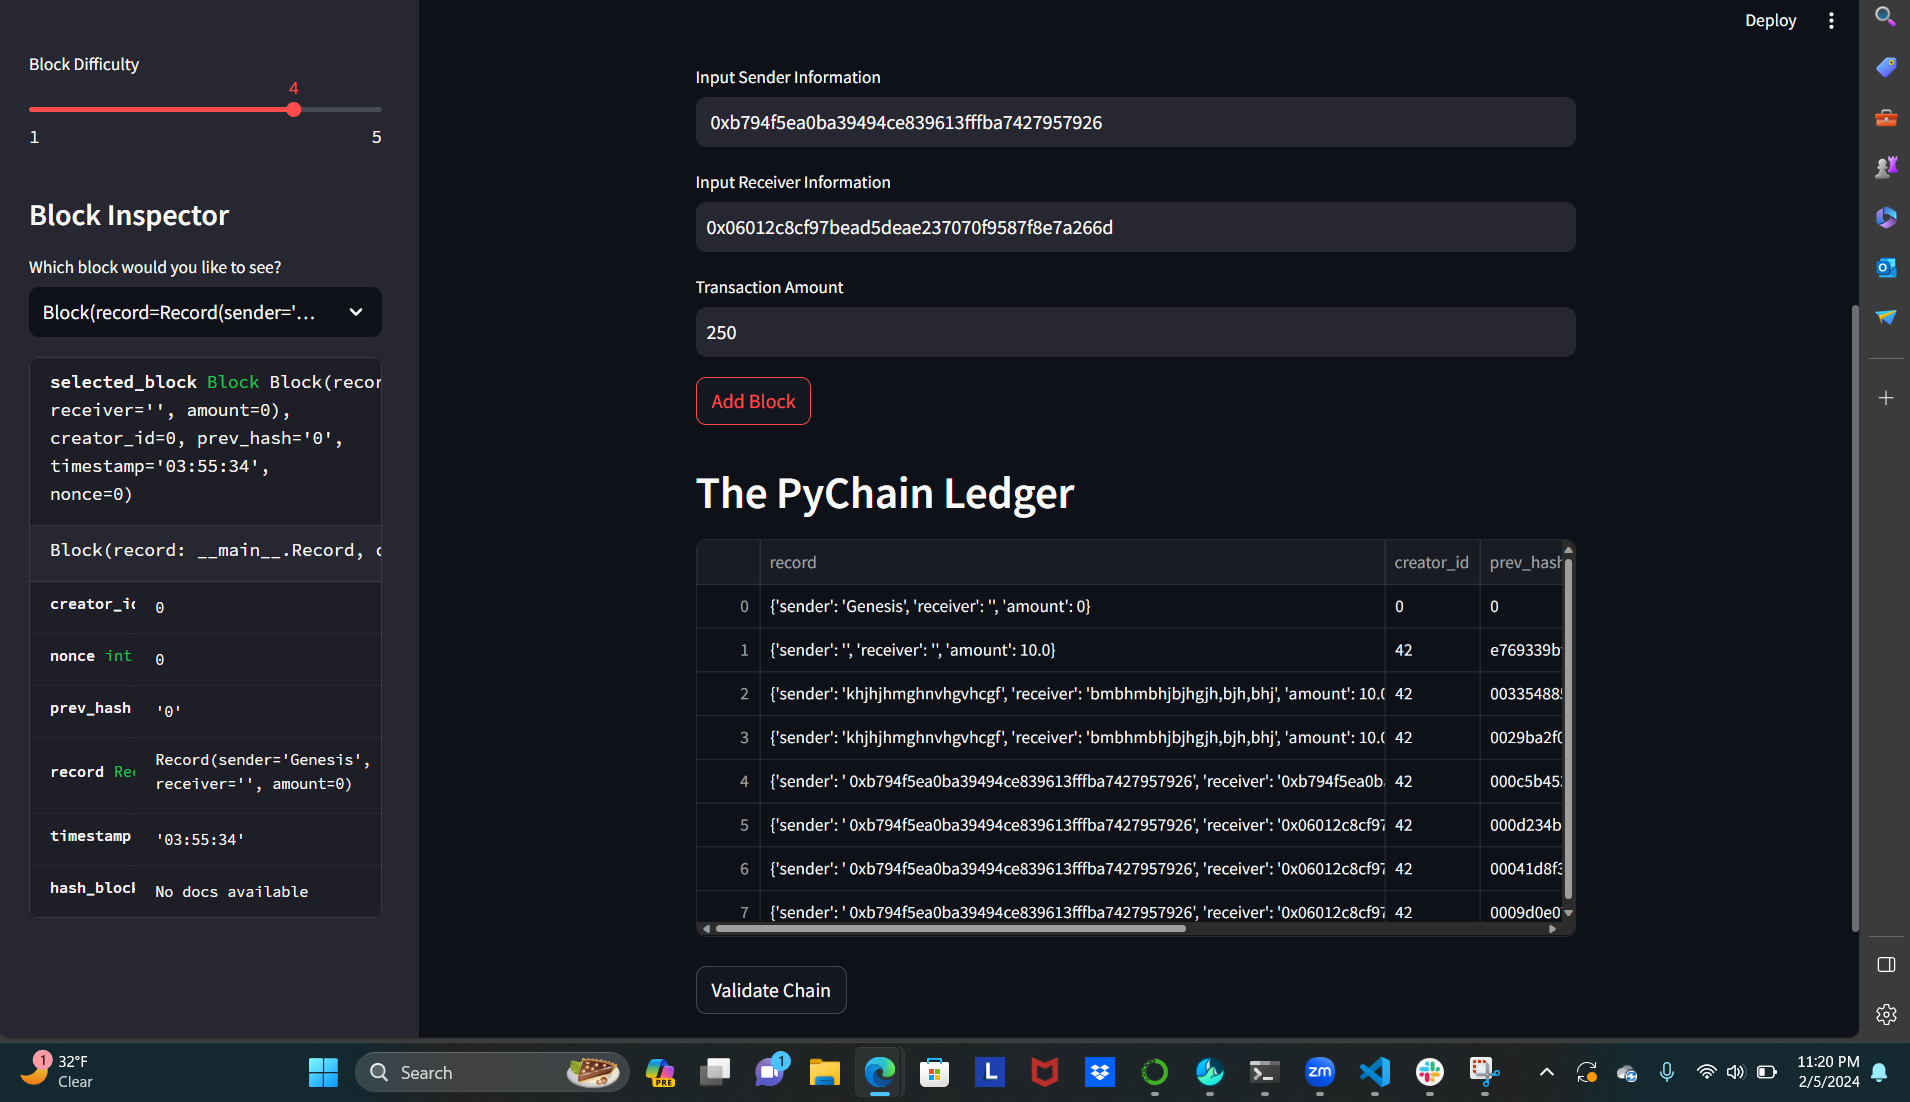 Deploy
Block Difficulty
4
1
5
Block Inspector
Which block would you like to see?
Block(record=Record(sender='...
selected_block Block Block(recor
receiver='', amount=0),
creator_id=0, prev_hash='0',
timestamp='03:55:34',
nonce=0)
Block(record: __main__.Record, c
creator_id 0
nonce int 0
prev_hash '0'
record Rec Record(sender='Genesis',
receiver='', amount=0)
timestamp '03:55:34'
hash_block No docs available
Input Sender Information
0xb794f5ea0ba39494ce839613fffba7427957926
Input Receiver Information
0x06012c8cf97bead5deae237070f9587f8e7a266d
Transaction Amount
250
Add Block
The PyChain Ledger
record creator_id prev_hash
0 {'sender': 'Genesis', 'receiver': '', 'amount': 0} 0 0
1 {'sender': '', 'receiver': '', 'amount': 10.0} 42 e769339b
2 {'sender': 'khjhjhmghnvhgvhcgf', 'receiver': 'bmbhmbhjbjhgjh,bjh,bhj', 'amount': 10.0 42 00335488
3 {'sender': 'khjhjhmghnvhgvhcgf', 'receiver': 'bmbhmbhjbjhgjh,bjh,bhj', 'amount': 10.0 42 0029ba2f0
4 {'sender': ' 0xb794f5ea0ba39494ce839613fffba7427957926', 'receiver': '0xb794f5ea0b 42 000c5b45
5 {'sender': ' 0xb794f5ea0ba39494ce839613fffba7427957926', 'receiver': '0x06012c8cf97 42 000d234b
6 {'sender': ' 0xb794f5ea0ba39494ce839613fffba7427957926', 'receiver': '0x06012c8cf97 42 00041d8f3
7 {'sender': ' 0xb794f5ea0ba39494ce839613fffba7427957926', 'receiver': '0x06012c8cf97 42 0009d0e0
Validate Chain
1
32°F
Clear
Search
PRE
1
L
zm
11:20 PM
2/5/2024